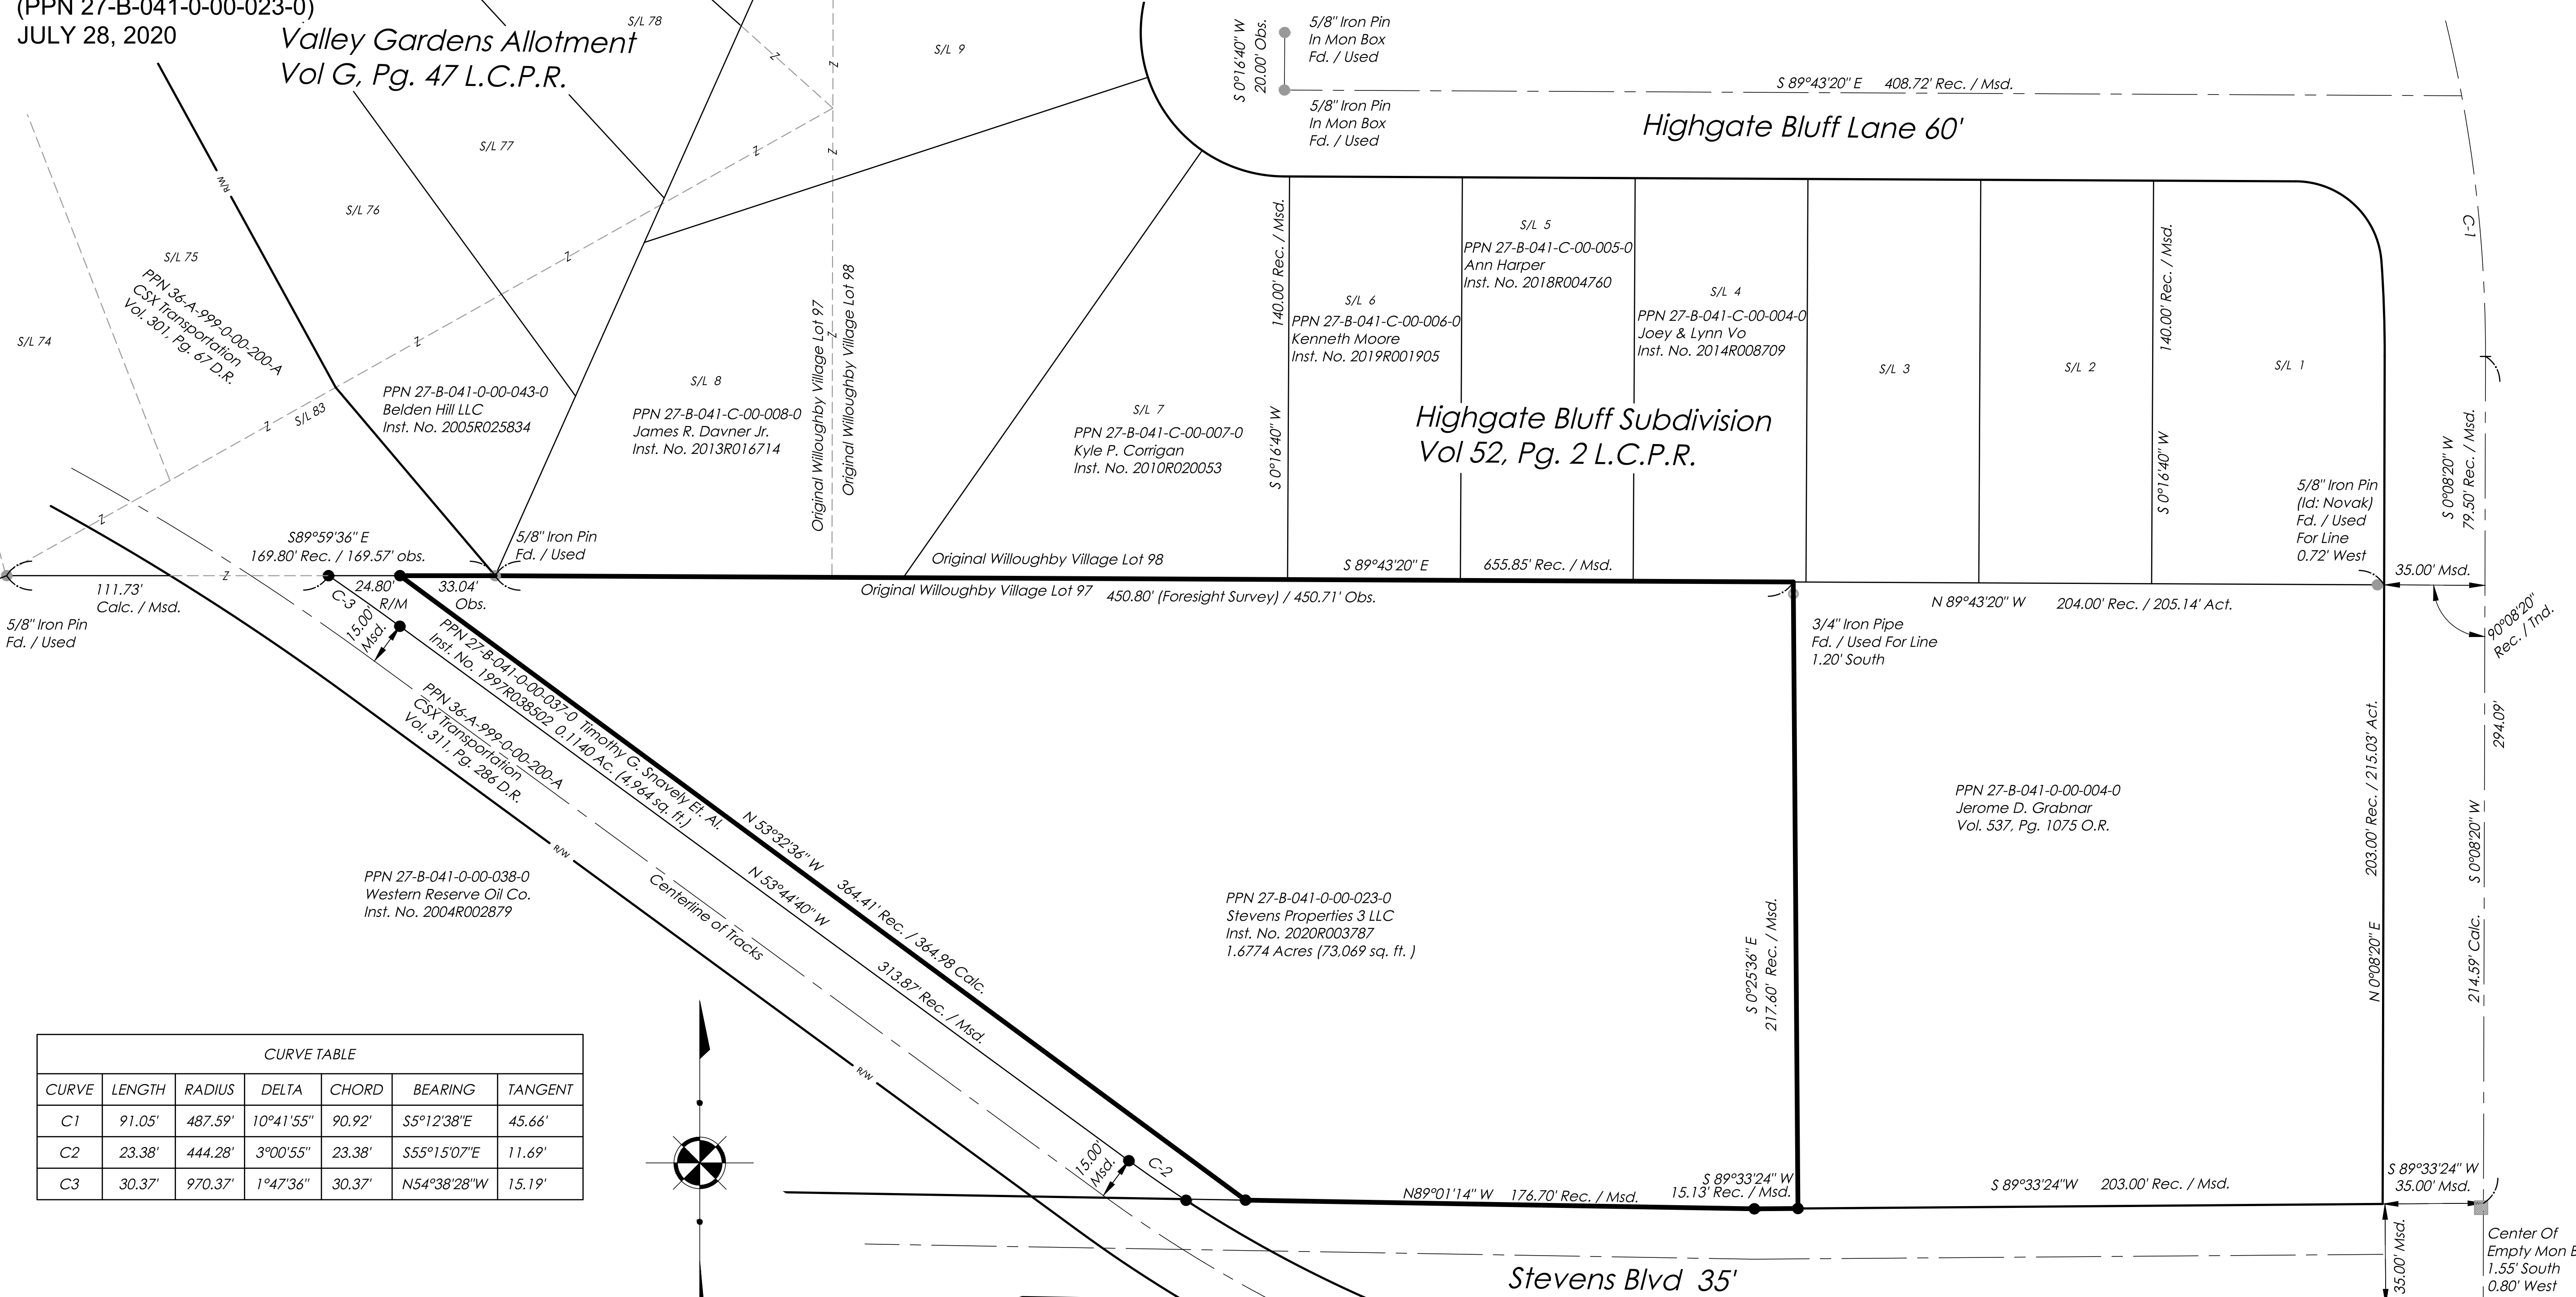 (PPN 27-B-041-0-00-023-0)
JULY 28, 2020
Valley Gardens Allotment
Vol G, Pg. 47 L.C.P.R.
S/L 78
S/L 9
S/L 77
S/L 76
S/L 75
S/L 74
S/L 83
R/W
Z
Z
Z
Z
Z
Z
Z
Z
Z
Z
Z
PPN 36-A-999-0-00-200-A
CSX Transportation
Vol. 301, Pg. 67 D.R.
PPN 27-B-041-0-00-043-0
Belden Hill LLC
Inst. No. 2005R025834
S/L 8
PPN 27-B-041-C-00-008-0
James R. Davner Jr.
Inst. No. 2013R016714
Original Willoughby Village Lot 97
Original Willoughby Village Lot 98
S/L 7
PPN 27-B-041-C-00-007-0
Kyle P. Corrigan
Inst. No. 2010R020053
S 0°16'40" W
20.00' Obs.
5/8" Iron Pin
In Mon Box
Fd. / Used
5/8" Iron Pin
In Mon Box
Fd. / Used
S 89°43'20" E 408.72' Rec. / Msd.
Highgate Bluff Lane 60'
C-1
140.00' Rec. / Msd.
S 0°16'40" W
S/L 6
PPN 27-B-041-C-00-006-0
Kenneth Moore
Inst. No. 2019R001905
S/L 5
PPN 27-B-041-C-00-005-0
Ann Harper
Inst. No. 2018R004760
S/L 4
PPN 27-B-041-C-00-004-0
Joey & Lynn Vo
Inst. No. 2014R008709
S/L 3
S/L 2
S/L 1
140.00' Rec. / Msd.
S 0°16'40" W
Highgate Bluff Subdivision
Vol 52, Pg. 2 L.C.P.R.
5/8" Iron Pin
(Id: Novak)
Fd. / Used
For Line
0.72' West
S 0°08'20" W
79.50' Rec. / Msd.
35.00' Msd.
90°08'20"
Rec. / Tnd.
S89°59'36" E
169.80' Rec. / 169.57' obs.
5/8" Iron Pin
Fd. / Used
111.73'
Calc. / Msd.
5/8" Iron Pin
Fd. / Used
24.80'
R/M
33.04'
Obs.
C-3
15.00'
Msd.
Original Willoughby Village Lot 98
Original Willoughby Village Lot 97
S 89°43'20" E 655.85' Rec. / Msd.
450.80' (Foresight Survey) / 450.71' Obs.
N 89°43'20" W 204.00' Rec. / 205.14' Act.
3/4" Iron Pipe
Fd. / Used For Line
1.20' South
PPN 27-B-041-0-00-037-0 Timothy G. Snavely Et. Al.
Inst. No. 1997R038502 0.1140 Ac. (4,964 sq. ft.)
PPN 36-A-999-0-00-200-A
CSX Transportation
Vol. 311, Pg. 286 D.R.
N 53°32'36" W 364.41' Rec. / 364.98 Calc.
N 53°44'40" W 313.87' Rec. / Msd.
Centerline of Tracks
R/W
R/W
PPN 27-B-041-0-00-038-0
Western Reserve Oil Co.
Inst. No. 2004R002879
PPN 27-B-041-0-00-023-0
Stevens Properties 3 LLC
Inst. No. 2020R003787
1.6774 Acres (73,069 sq. ft. )
S 0°25'36" E
217.60' Rec. / Msd.
PPN 27-B-041-0-00-004-0
Jerome D. Grabnar
Vol. 537, Pg. 1075 O.R.
203.00' Rec. / 215.03' Act.
N 0°08'20" E
294.09'
214.59' Calc. S 0°08'20" W
CURVE TABLE
CURVE LENGTH RADIUS DELTA CHORD BEARING TANGENT
C1 91.05' 487.59' 10°41'55" 90.92' S5°12'38"E 45.66'
C2 23.38' 444.28' 3°00'55" 23.38' S55°15'07"E 11.69'
C3 30.37' 970.37' 1°47'36" 30.37' N54°38'28"W 15.19'
15.00'
Msd.
C-2
N89°01'14" W 176.70' Rec. / Msd.
S 89°33'24" W
15.13' Rec. / Msd.
S 89°33'24"W 203.00' Rec. / Msd.
S 89°33'24" W
35.00' Msd.
Stevens Blvd 35'
35.00' Msd.
Center Of
Empty Mon B
1.55' South
0.80' West